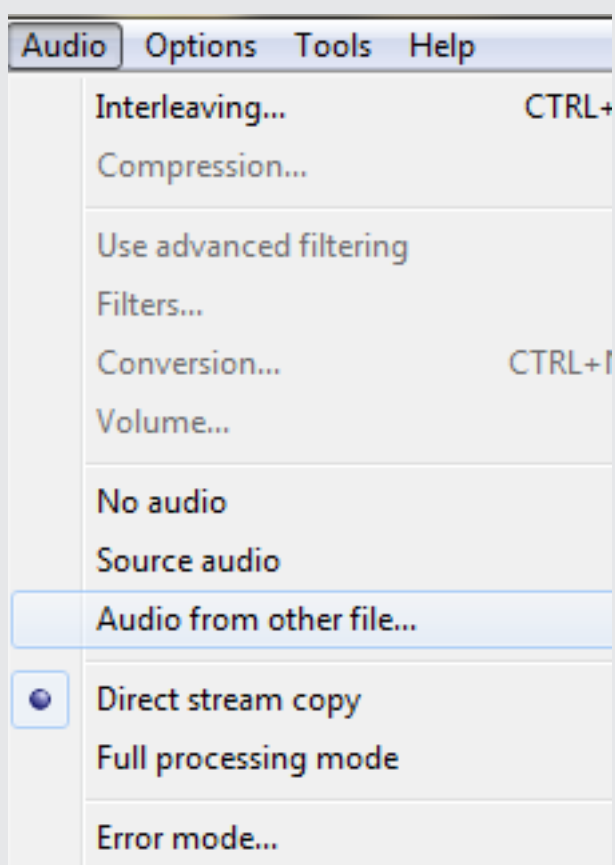 Audio Options Tools Help
Interleaving... CTRL+
Compression...
Use advanced filtering
Filters...
Conversion... CTRL+
Volume...
No audio
Source audio
Audio from other file...
Direct stream copy
Full processing mode
Error mode...